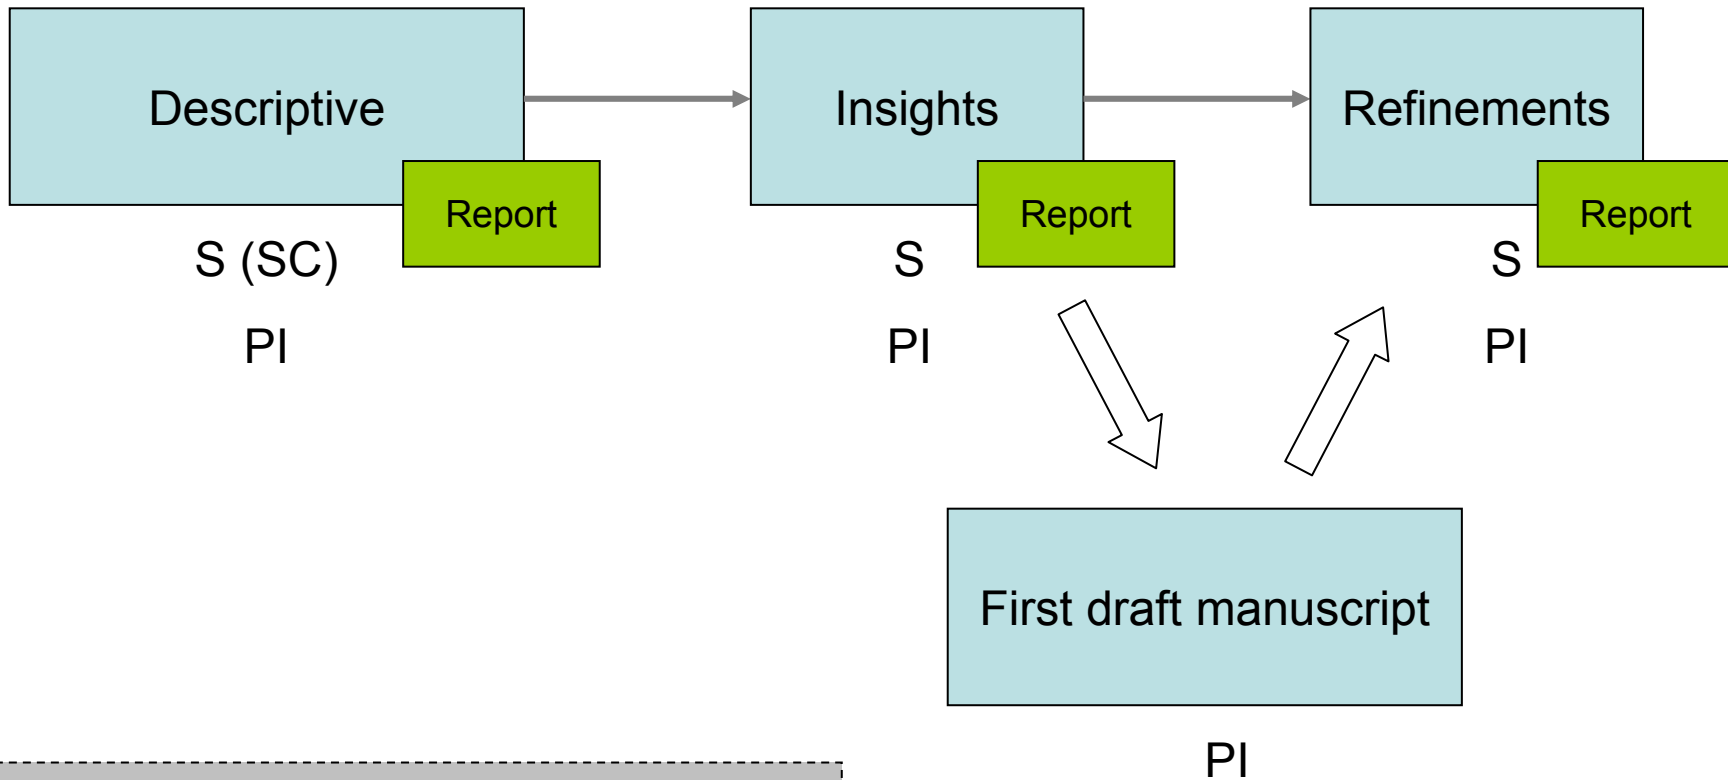 Descriptive
Report
S (SC)
PI
Insights
Report
S
PI
Refinements
Report
S
PI
First draft manuscript
PI